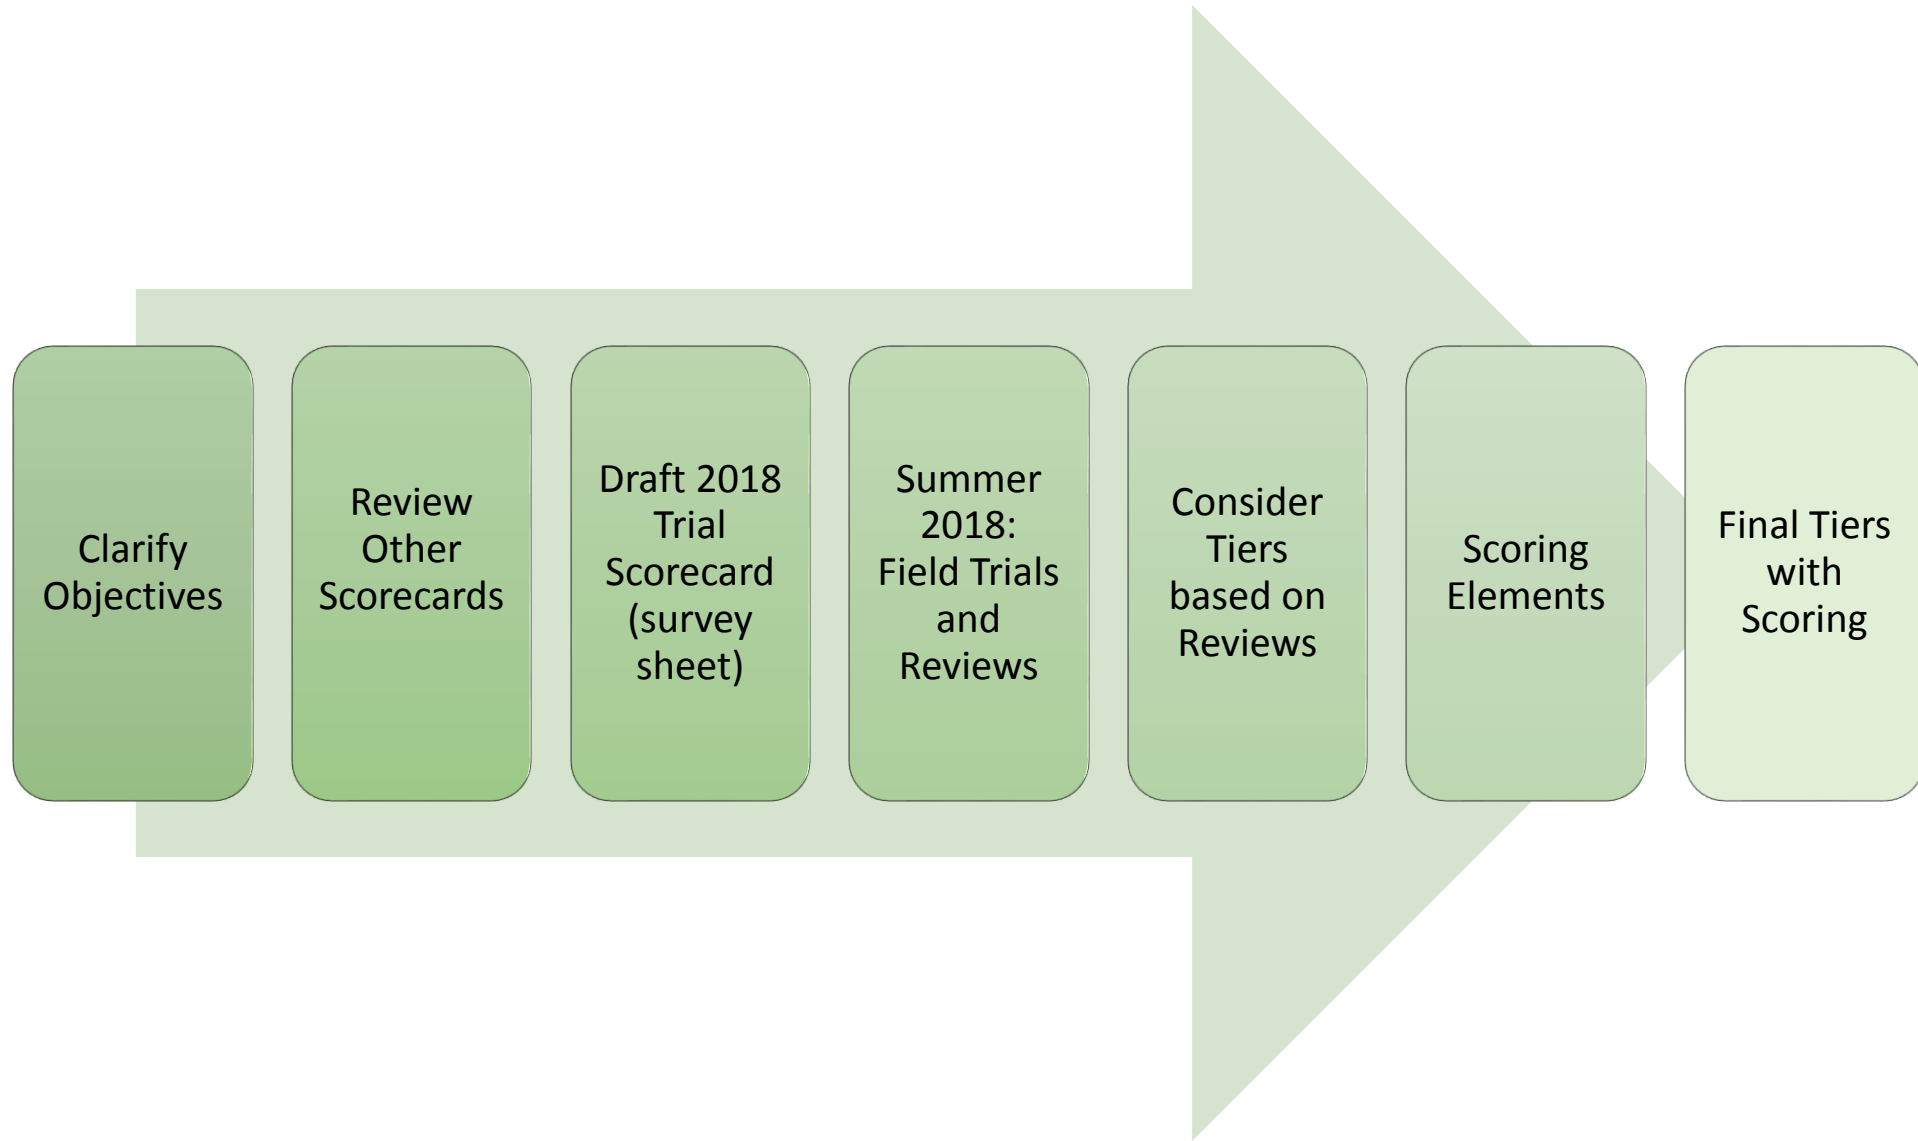 Clarify
Objectives
Review
Other
Scorecards
Draft 2018
Trial
Scorecard
(survey
sheet)
Summer
2018:
Field Trials
and
Reviews
Consider
Tiers
based on
Reviews
Scoring
Elements
Final Tiers
with
Scoring